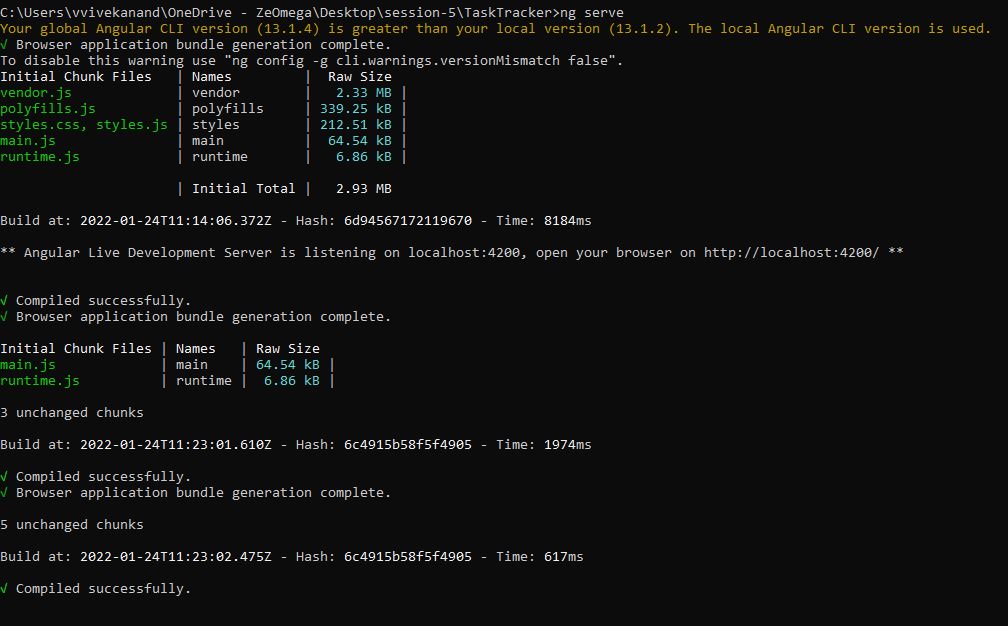 C:\Users\vvivekanand\OneDrive - ZeOmega\Desktop\session-5\TaskTracker>ng serve
Your global Angular CLI version (13.1.4) is greater than your local version (13.1.2). The local Angular CLI version is used.
√ Browser application bundle generation complete.
To disable this warning use "ng config -g cli.warnings.versionMismatch false".
Initial Chunk Files   | Names         |  Raw Size
vendor.js             | vendor        |   2.33 MB |
polyfills.js          | polyfills     | 339.25 kB |
styles.css, styles.js | styles        | 212.51 kB |
main.js               | main          |  64.54 kB |
runtime.js            | runtime       |   6.86 kB |
                      | Initial Total |   2.93 MB
Build at: 2022-01-24T11:14:06.372Z - Hash: 6d94567172119670 - Time: 8184ms
** Angular Live Development Server is listening on localhost:4200, open your browser on http://localhost:4200/ **
√ Compiled successfully.
√ Browser application bundle generation complete.
Initial Chunk Files | Names   | Raw Size
main.js             | main    | 64.54 kB |
runtime.js          | runtime |  6.86 kB |
3 unchanged chunks
Build at: 2022-01-24T11:23:01.610Z - Hash: 6c4915b58f5f4905 - Time: 1974ms
√ Compiled successfully.
√ Browser application bundle generation complete.
5 unchanged chunks
Build at: 2022-01-24T11:23:02.475Z - Hash: 6c4915b58f5f4905 - Time: 617ms
√ Compiled successfully.